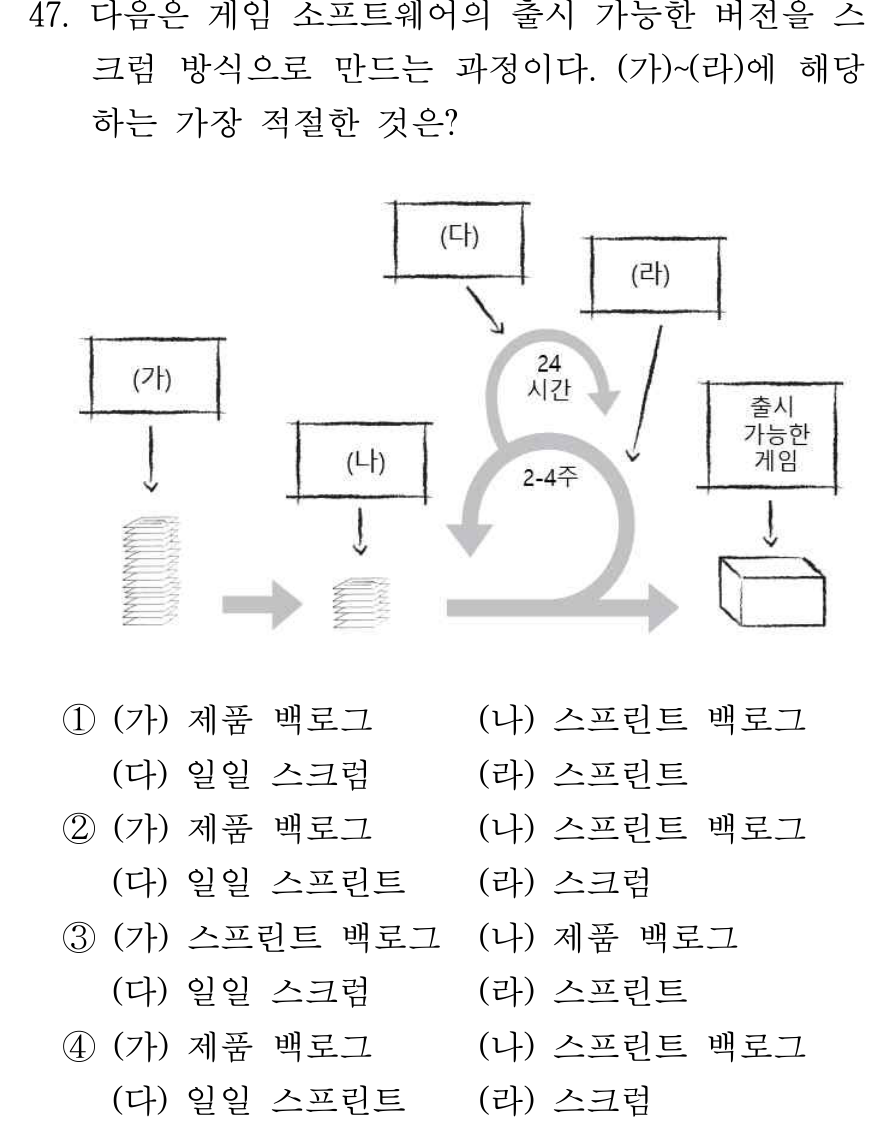 47. 다음은 게임 소프트웨어의 출시 가능한 버전을 스
크럼 방식으로 만드는 과정이다. (가)~(라)에 해당
하는 가장 적절한 것은?
(다)
(라)
(가)
24
시간
출시
가능한
게임
(나)
2-4주
① (가) 제품 백로그 (나) 스프린트 백로그
(다) 일일 스크럼 (라) 스프린트
② (가) 제품 백로그 (나) 스프린트 백로그
(다) 일일 스프린트 (라) 스크럼
③ (가) 스프린트 백로그 (나) 제품 백로그
(다) 일일 스크럼 (라) 스프린트
④ (가) 제품 백로그 (나) 스프린트 백로그
(다) 일일 스프린트 (라) 스크럼